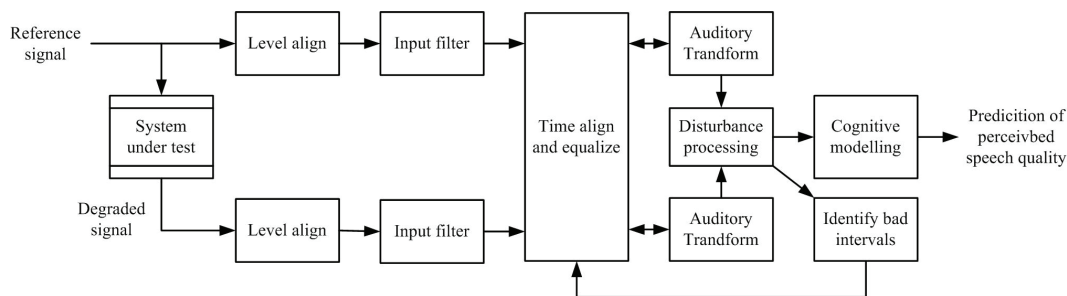 Reference
signal
Level align
Input filter
Time align
and equalize
Auditory
Trandform
System
under test
Disturbance
processing
Cognitive
modelling
Predicition of
perceivbed
speech quality
Degraded
signal
Level align
Input filter
Auditory
Trandform
Identify bad
intervals